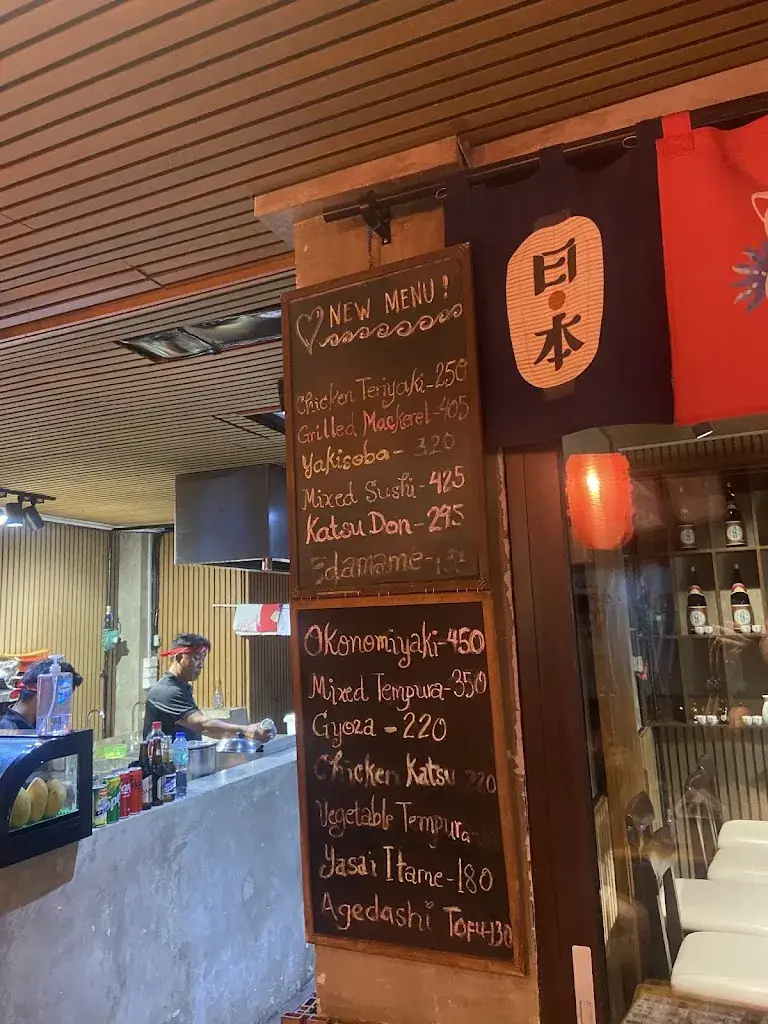 NEW MENU!
Chicken Teriyaki-250
Grilled Mackerel-405
Yakisoba-320
Mixed Sushi-425
Katsu Don-295
Edamame-
Okonomiyaki-450
Mixed Tempura-350
Gyoza-220
Chicken Katsu 220
Vegetable Tempura-
Yasai Itame-180
Agedashi Tofu-130
日本